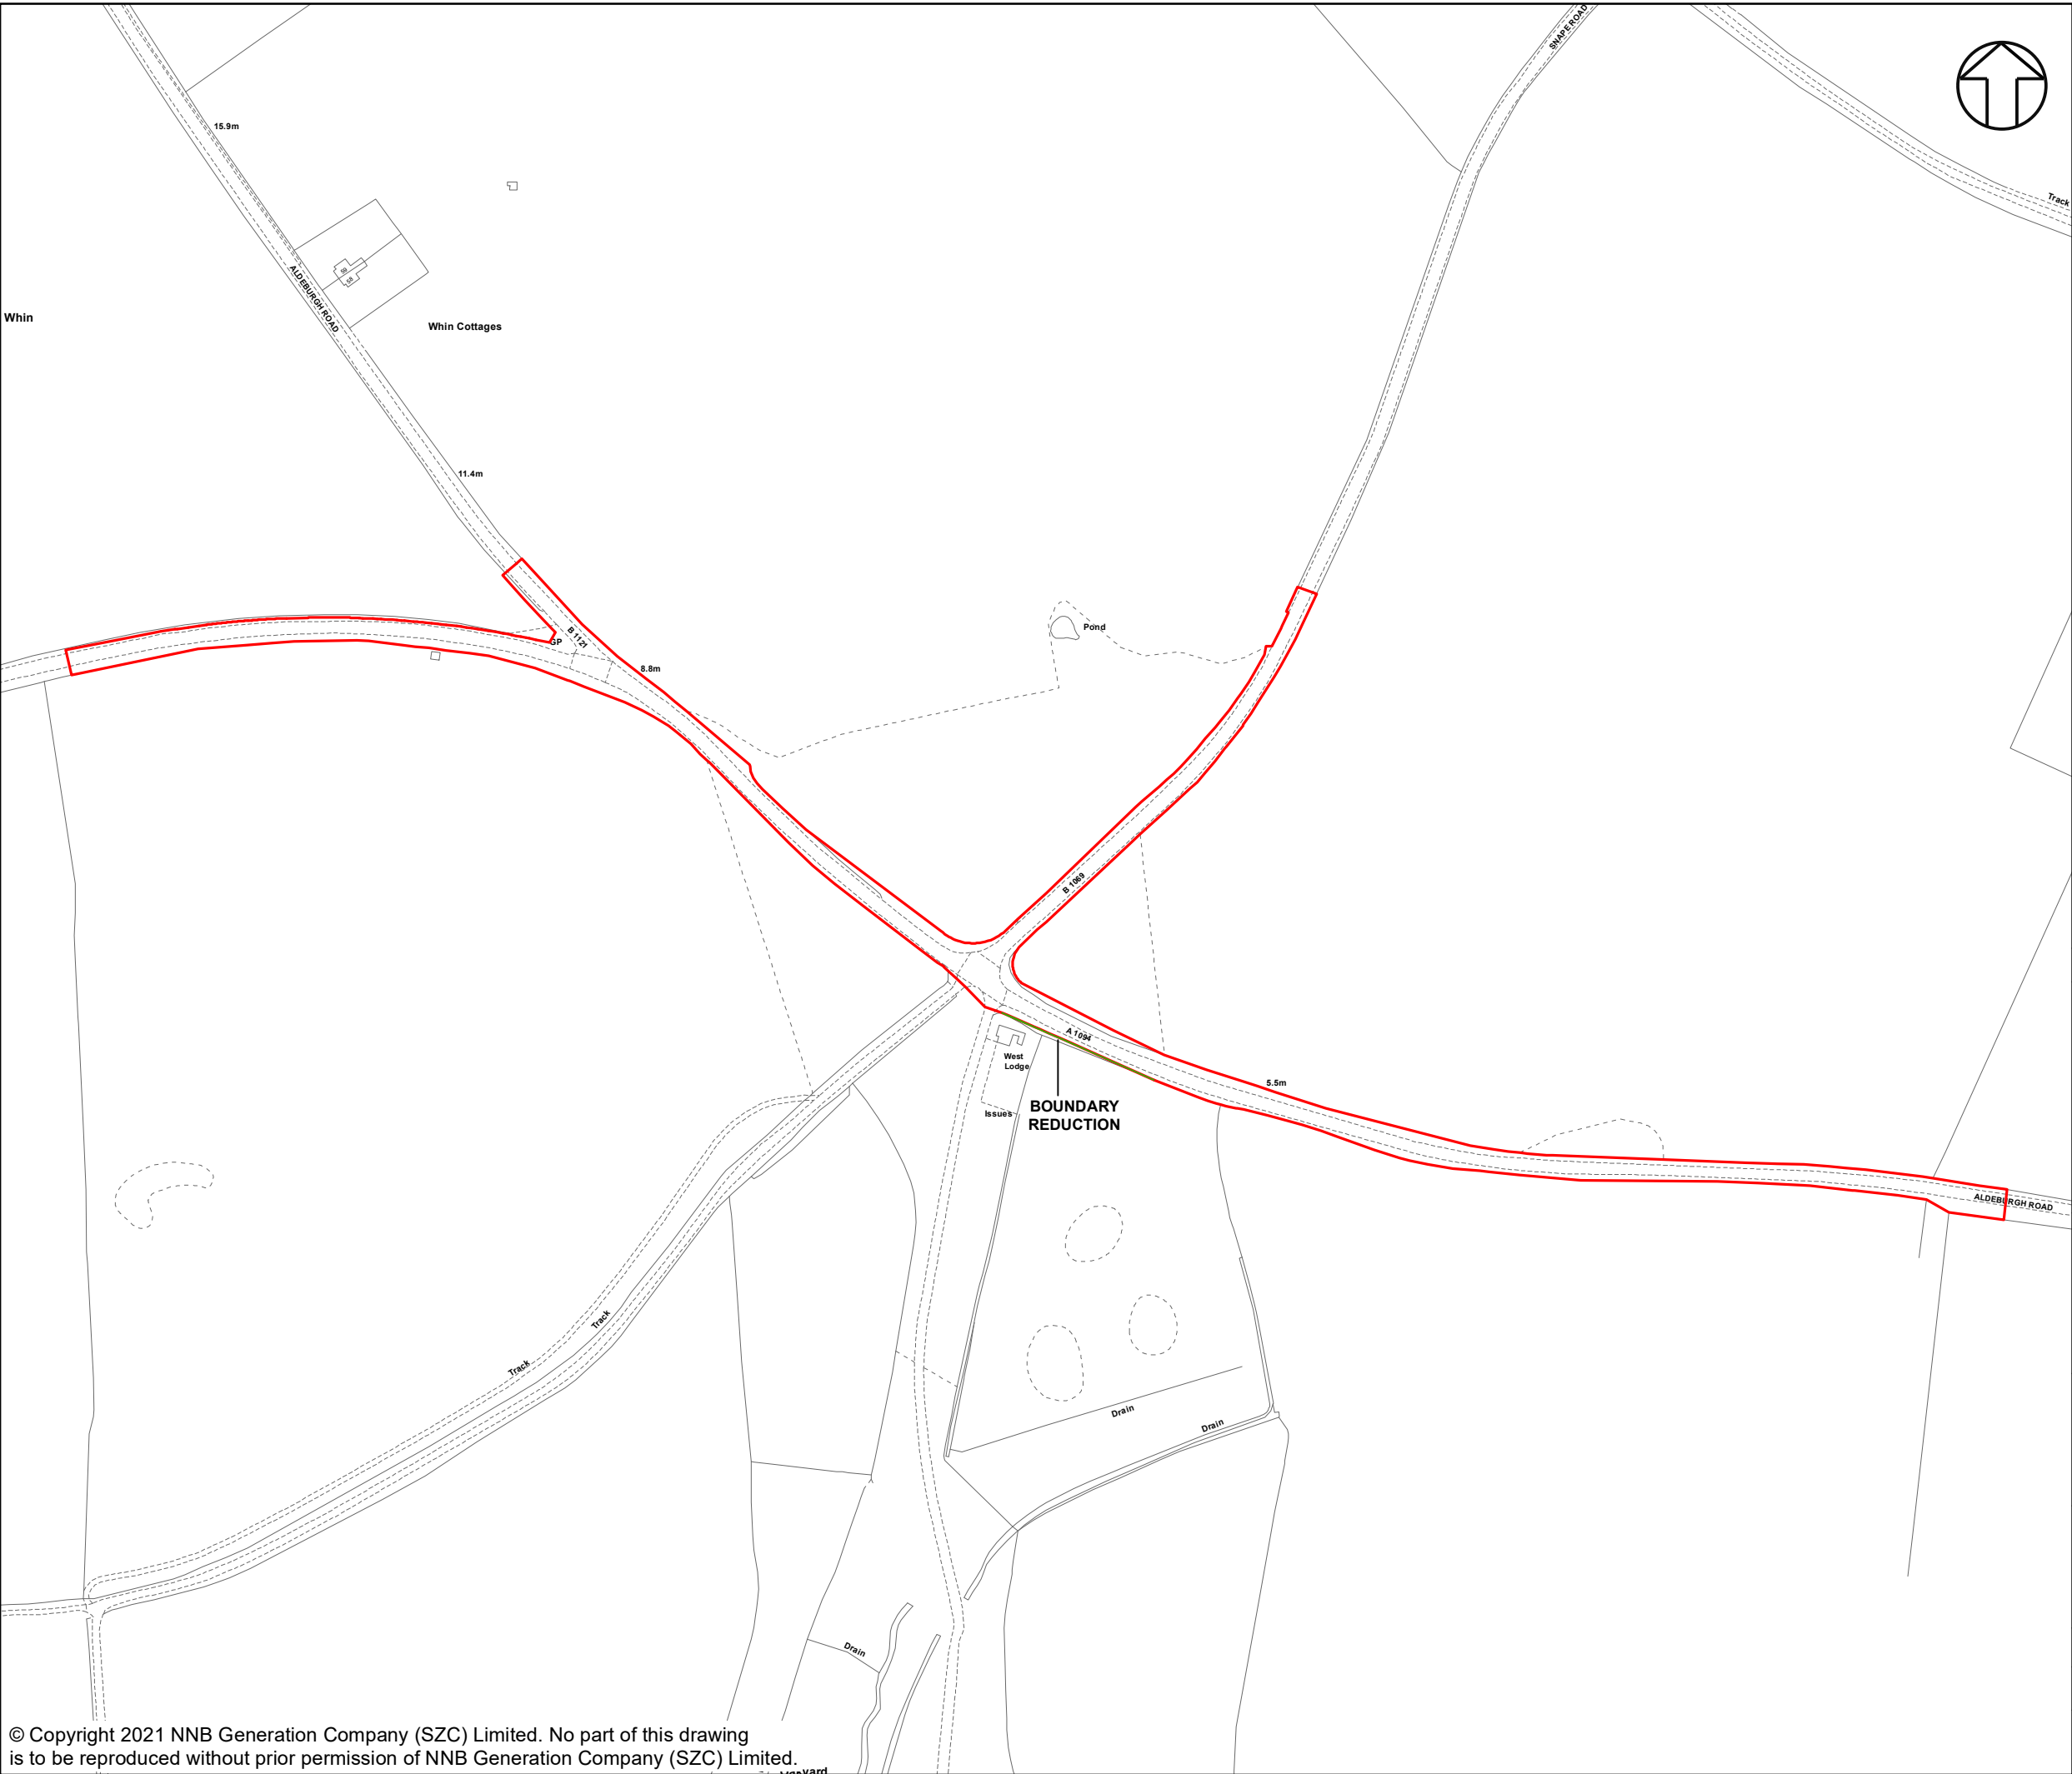 SNAPE ROAD
15.9m
Track
59
58
ALDEBURGH ROAD
Whin
Whin Cottages
11.4m
Pond
B 1121
GP
8.8m
B 1069
A 1094
West
Lodge
5.5m
BOUNDARY
REDUCTION
Issues
ALDEBURGH ROAD
Track
Track
Drain
Drain
Drain
© Copyright 2021 NNB Generation Company (SZC) Limited. No part of this drawing
is to be reproduced without prior permission of NNB Generation Company (SZC) Limited.